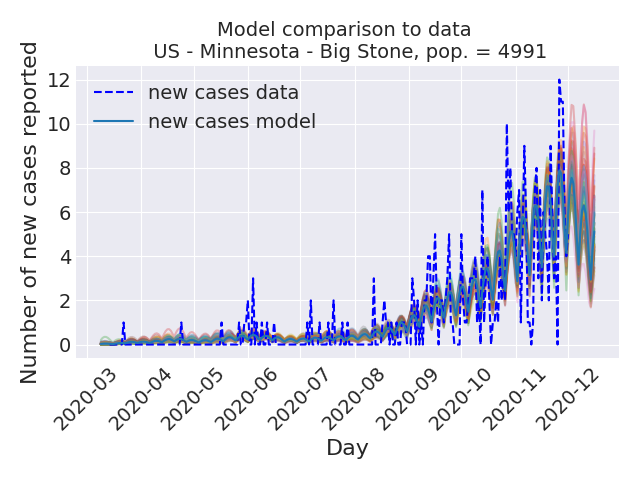 Model comparison to data
US - Minnesota - Big Stone, pop. = 4991
Number of new cases reported
12
10
8
6
4
2
0
new cases data
new cases model
2020-03
2020-04
2020-05
2020-06
2020-07
2020-08
2020-09
2020-10
2020-11
2020-12
Day